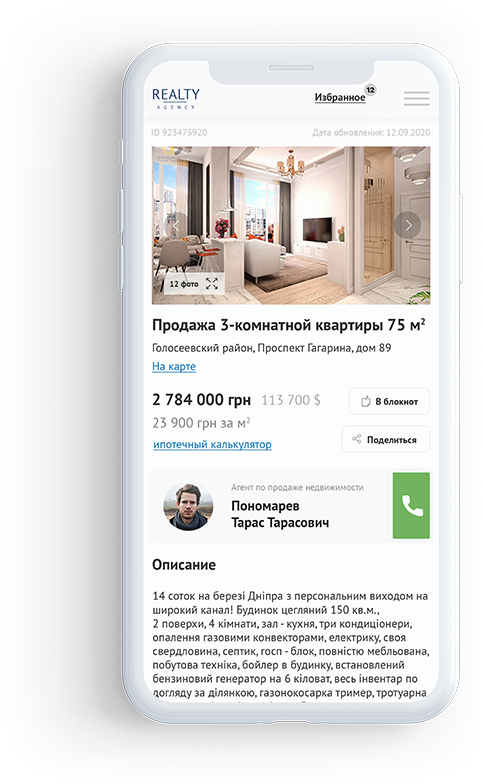 REALTY
AGENCY
Избранное 12
ID 923475920
Дата обновления: 12.09.2020
12 фото
Продажа 3-комнатной квартиры 75 м²
Голосеевский район, Проспект Гагарина, дом 89
На карте
2 784 000 грн 113 700 $
В блокнот
23 900 грн за м²
ипотечный калькулятор
Поделиться
Агент по продаже недвижимости
Пономарев
Тарас Тарасович
Описание
14 соток на березі Дніпра з персональним виходом на
широкий канал! Будинок цегляний 150 кв.м.,
2 поверхи, 4 кімнати, зал - кухня, три кондиціонери,
опалення газовими конвекторами, електрику, своя
свердловина, септик, госп - блок, повністю мебльована,
побутова техніка, бойлер в будинку, встановлений
бензиновий генератор на 6 кіловат, весь інвентар по
догляду за ділянкою, газонокосарка тример, тротуарна